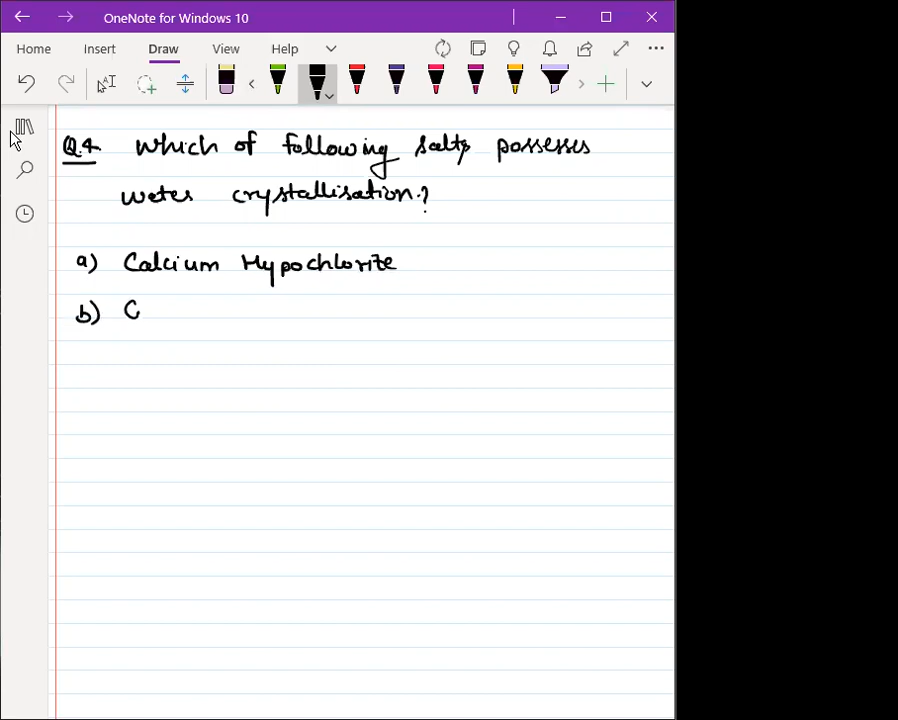 OneNote for Windows 10
Home Insert Draw View Help
Q.4. Which of following salts possesses
water crystallisation?
a) Calcium Hypochlorite
b) C